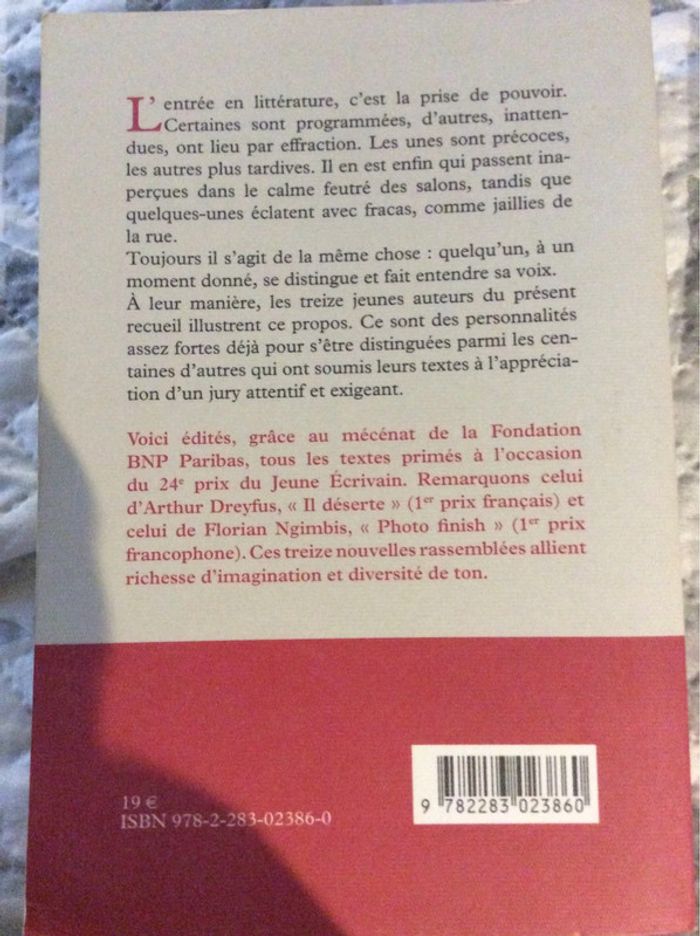 L'entrée en littérature, c'est la prise de pouvoir.
Certaines sont programmées, d'autres, inatten-
dues, ont lieu par effraction. Les unes sont précoces,
les autres plus tardives. Il en est enfin qui passent ina-
perçues dans le calme feutré des salons, tandis que
quelques-unes éclatent avec fracas, comme jaillies de
la rue.
Toujours il s'agit de la même chose : quelqu'un, à un
moment donné, se distingue et fait entendre sa voix.
À leur manière, les treize jeunes auteurs du présent
recueil illustrent ce propos. Ce sont des personnalités
assez fortes déjà pour s'être distinguées parmi les cen-
taines d'autres qui ont soumis leurs textes à l'apprécia-
tion d'un jury attentif et exigeant.
Voici édités, grâce au mécénat de la Fondation
BNP Paribas, tous les textes primés à l'occasion
du 24e prix du Jeune Écrivain. Remarquons celui
d'Arthur Dreyfus, « Il déserte » (1er prix français) et
celui de Florian Ngimbis, « Photo finish » (1er prix
francophone). Ces treize nouvelles rassemblées allient
richesse d'imagination et diversité de ton.
19 €
ISBN 978-2-283-02386-0
9 782283 023860